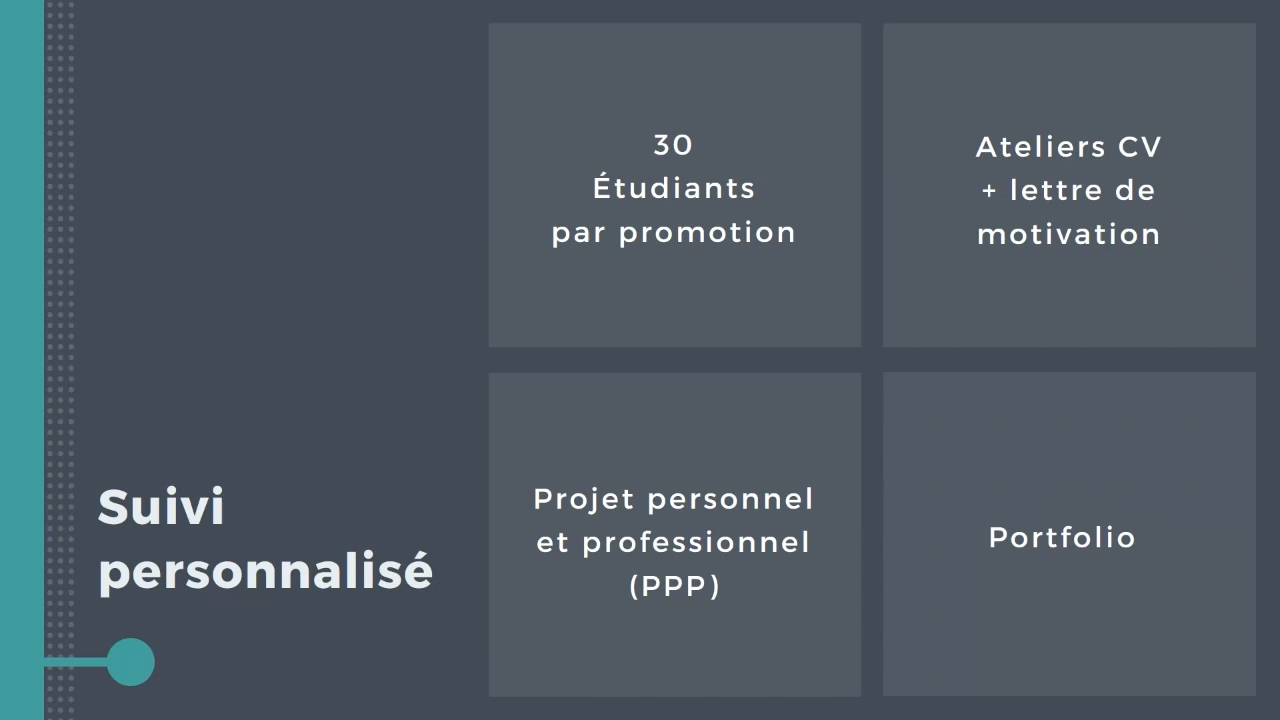 Suivi
personnalisé
30
Étudiants
par promotion
Ateliers CV
+ lettre de
motivation
Projet personnel
et professionnel
(PPP)
Portfolio